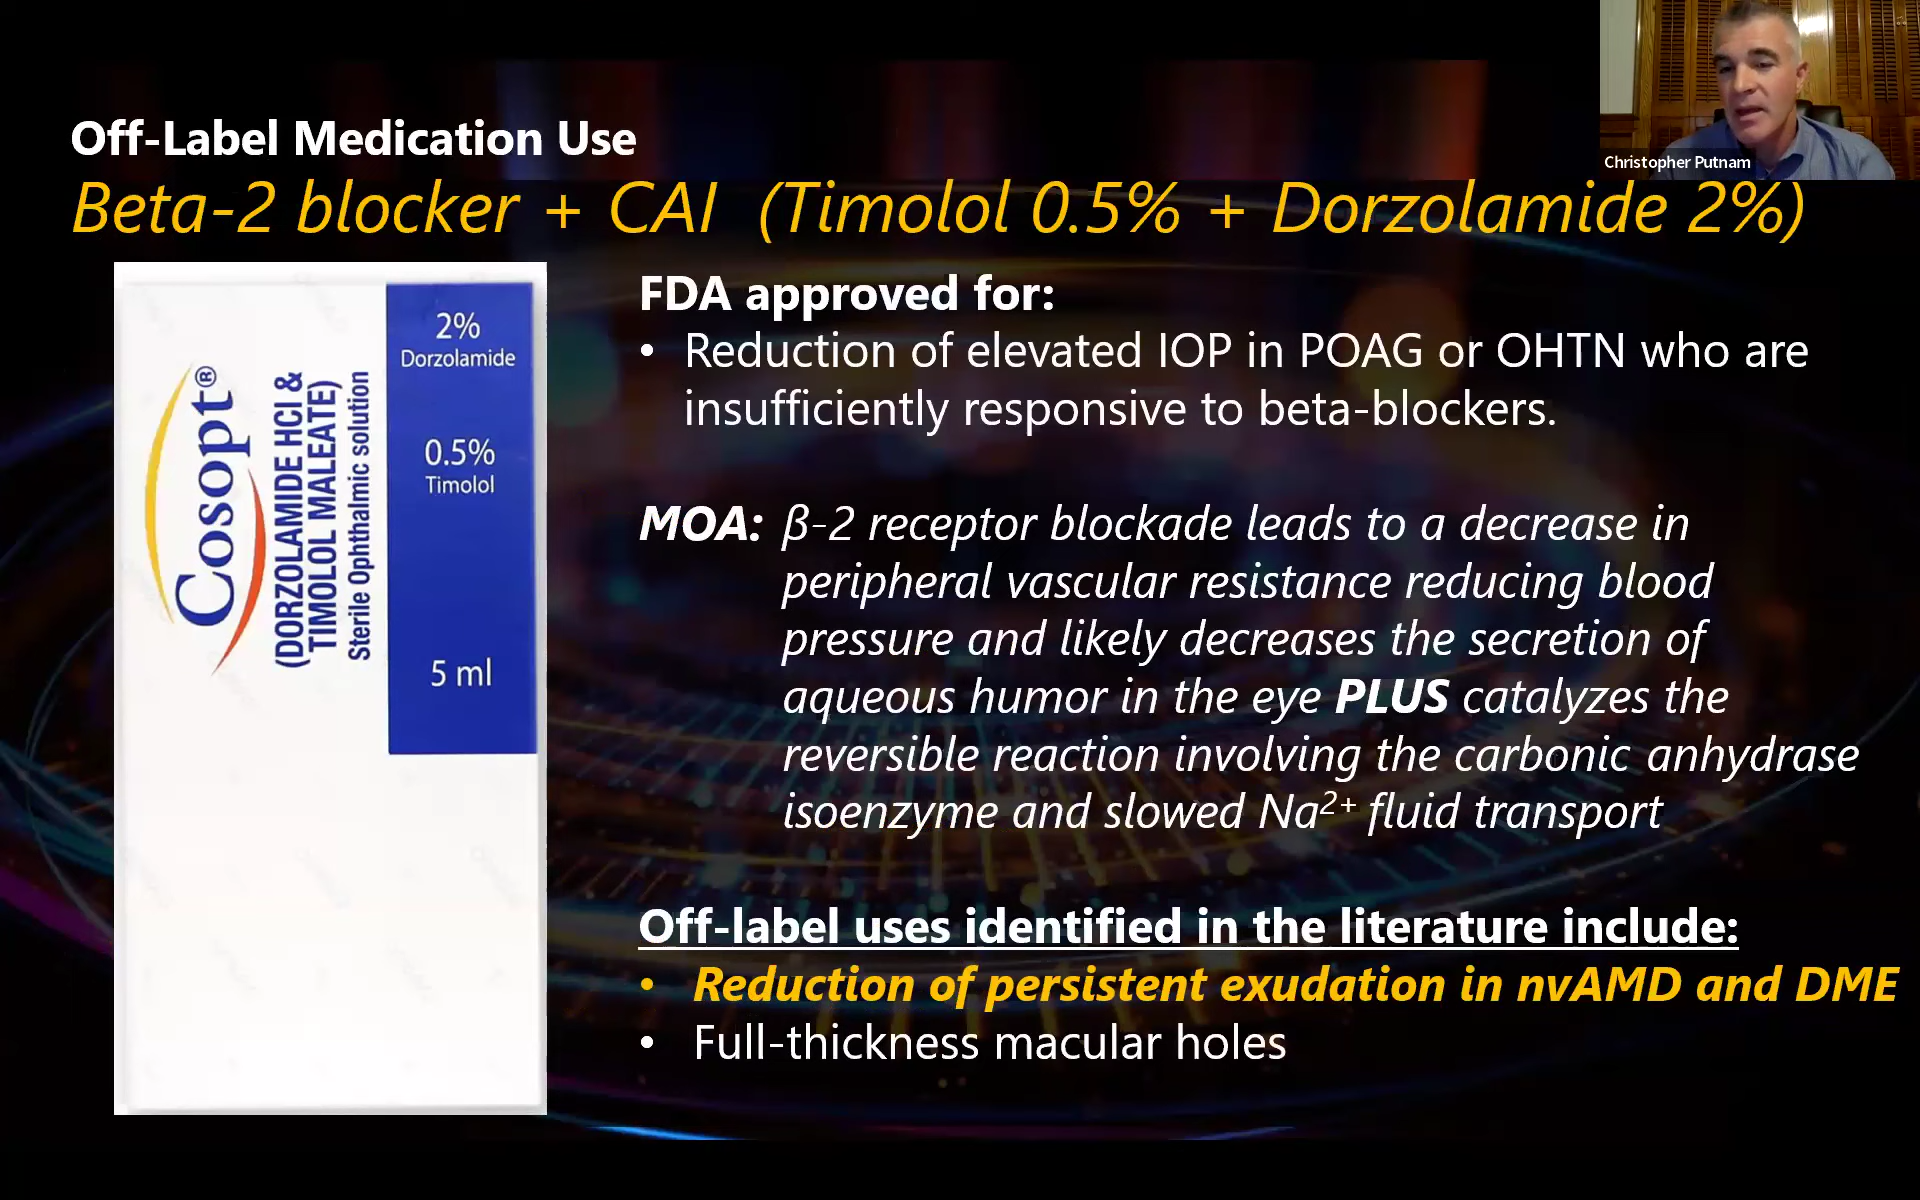 Christopher Putnam
Off-Label Medication Use
Beta-2 blocker + CAI (Timolol 0.5% + Dorzolamide 2%)
Cosopt®
(DORZOLAMIDE HCl &
TIMOLOL MALEATE)
Sterile Ophthalmic solution
2%
Dorzolamide
0.5%
Timolol
5 ml
FDA approved for:
• Reduction of elevated IOP in POAG or OHTN who are
insufficiently responsive to beta-blockers.
MOA: β-2 receptor blockade leads to a decrease in
peripheral vascular resistance reducing blood
pressure and likely decreases the secretion of
aqueous humor in the eye PLUS catalyzes the
reversible reaction involving the carbonic anhydrase
isoenzyme and slowed Na²⁺ fluid transport
Off-label uses identified in the literature include:
• Reduction of persistent exudation in nvAMD and DME
• Full-thickness macular holes